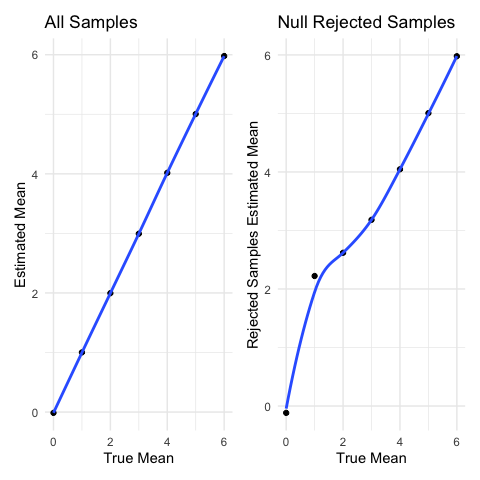 All Samples
Estimated Mean
6
4
2
0
0 2 4 6
True Mean
Null Rejected Samples
Rejected Samples Estimated Mean
6
4
2
0
0 2 4 6
True Mean